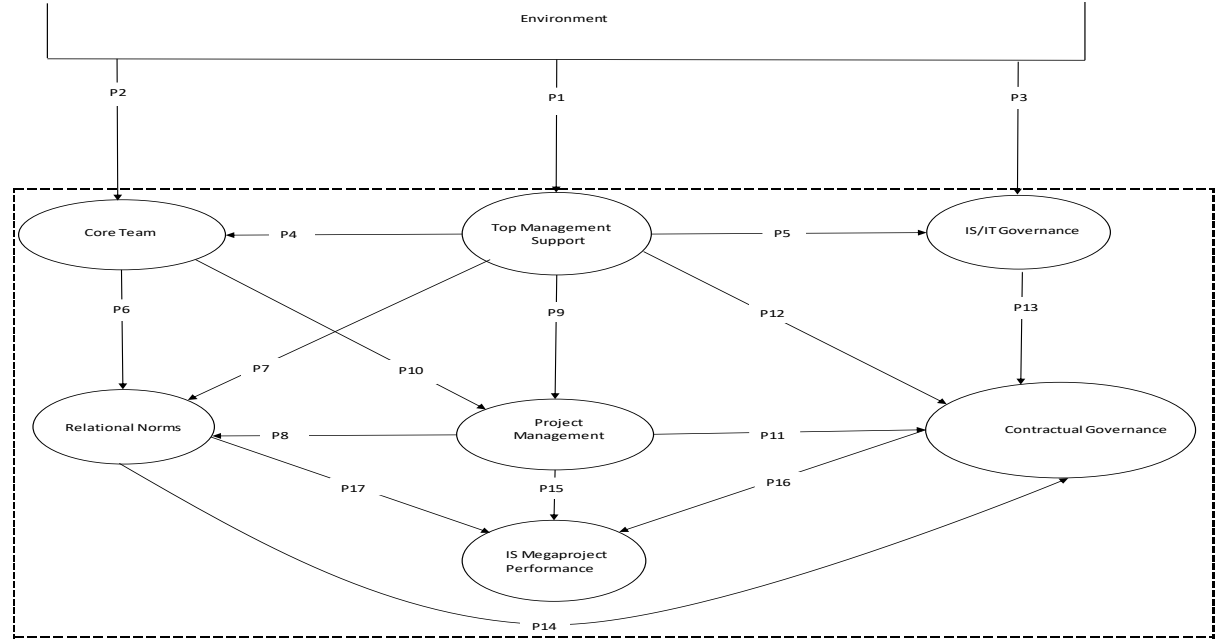 Environment
P2
P1
P3
Core Team
P4
Top Management
Support
P5
IS/IT Governance
P6
P9
P12
P13
P7
P10
Relational Norms
P8
Project
Management
P11
Contractual Governance
P17
P15
P16
IS Megaproject
Performance
P14